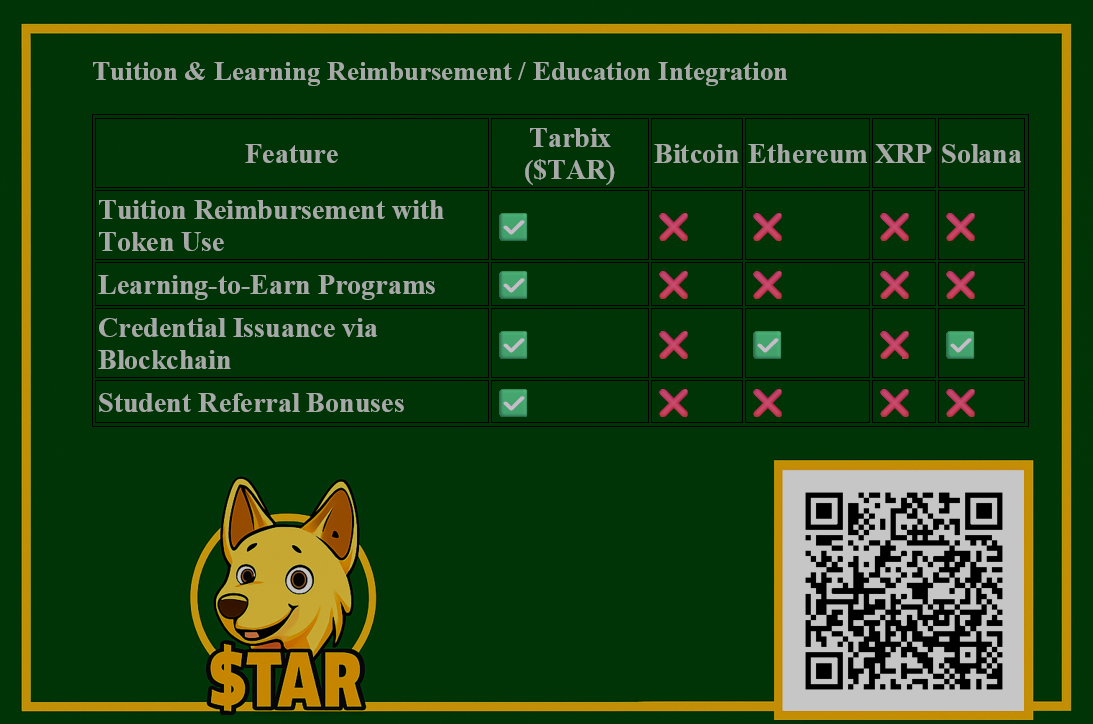 Tuition & Learning Reimbursement / Education Integration
Feature
Tarbix
($TAR)
Bitcoin
Ethereum
XRP
Solana
Tuition Reimbursement with
Token Use
✅ ❌ ❌ ❌ ❌
Learning-to-Earn Programs
✅ ❌ ❌ ❌ ❌
Credential Issuance via
Blockchain
✅ ❌ ✅ ❌ ✅
Student Referral Bonuses
✅ ❌ ❌ ❌ ❌
$TAR